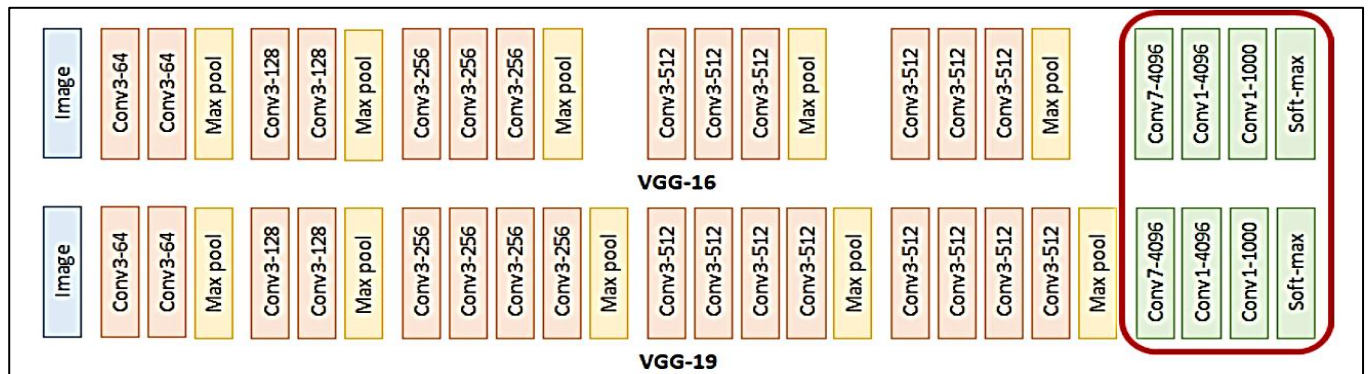 Image
Conv3-64
Conv3-64
Max pool
Conv3-128
Conv3-128
Max pool
Conv3-256
Conv3-256
Conv3-256
Max pool
Conv3-512
Conv3-512
Conv3-512
Max pool
Conv3-512
Conv3-512
Conv3-512
Max pool
Conv7-4096
Conv1-4096
Conv1-1000
Soft-max
VGG-16
Image
Conv3-64
Conv3-64
Max pool
Conv3-128
Conv3-128
Max pool
Conv3-256
Conv3-256
Conv3-256
Conv3-256
Max pool
Conv3-512
Conv3-512
Conv3-512
Conv3-512
Max pool
Conv3-512
Conv3-512
Conv3-512
Conv3-512
Max pool
Conv7-4096
Conv1-4096
Conv1-1000
Soft-max
VGG-19